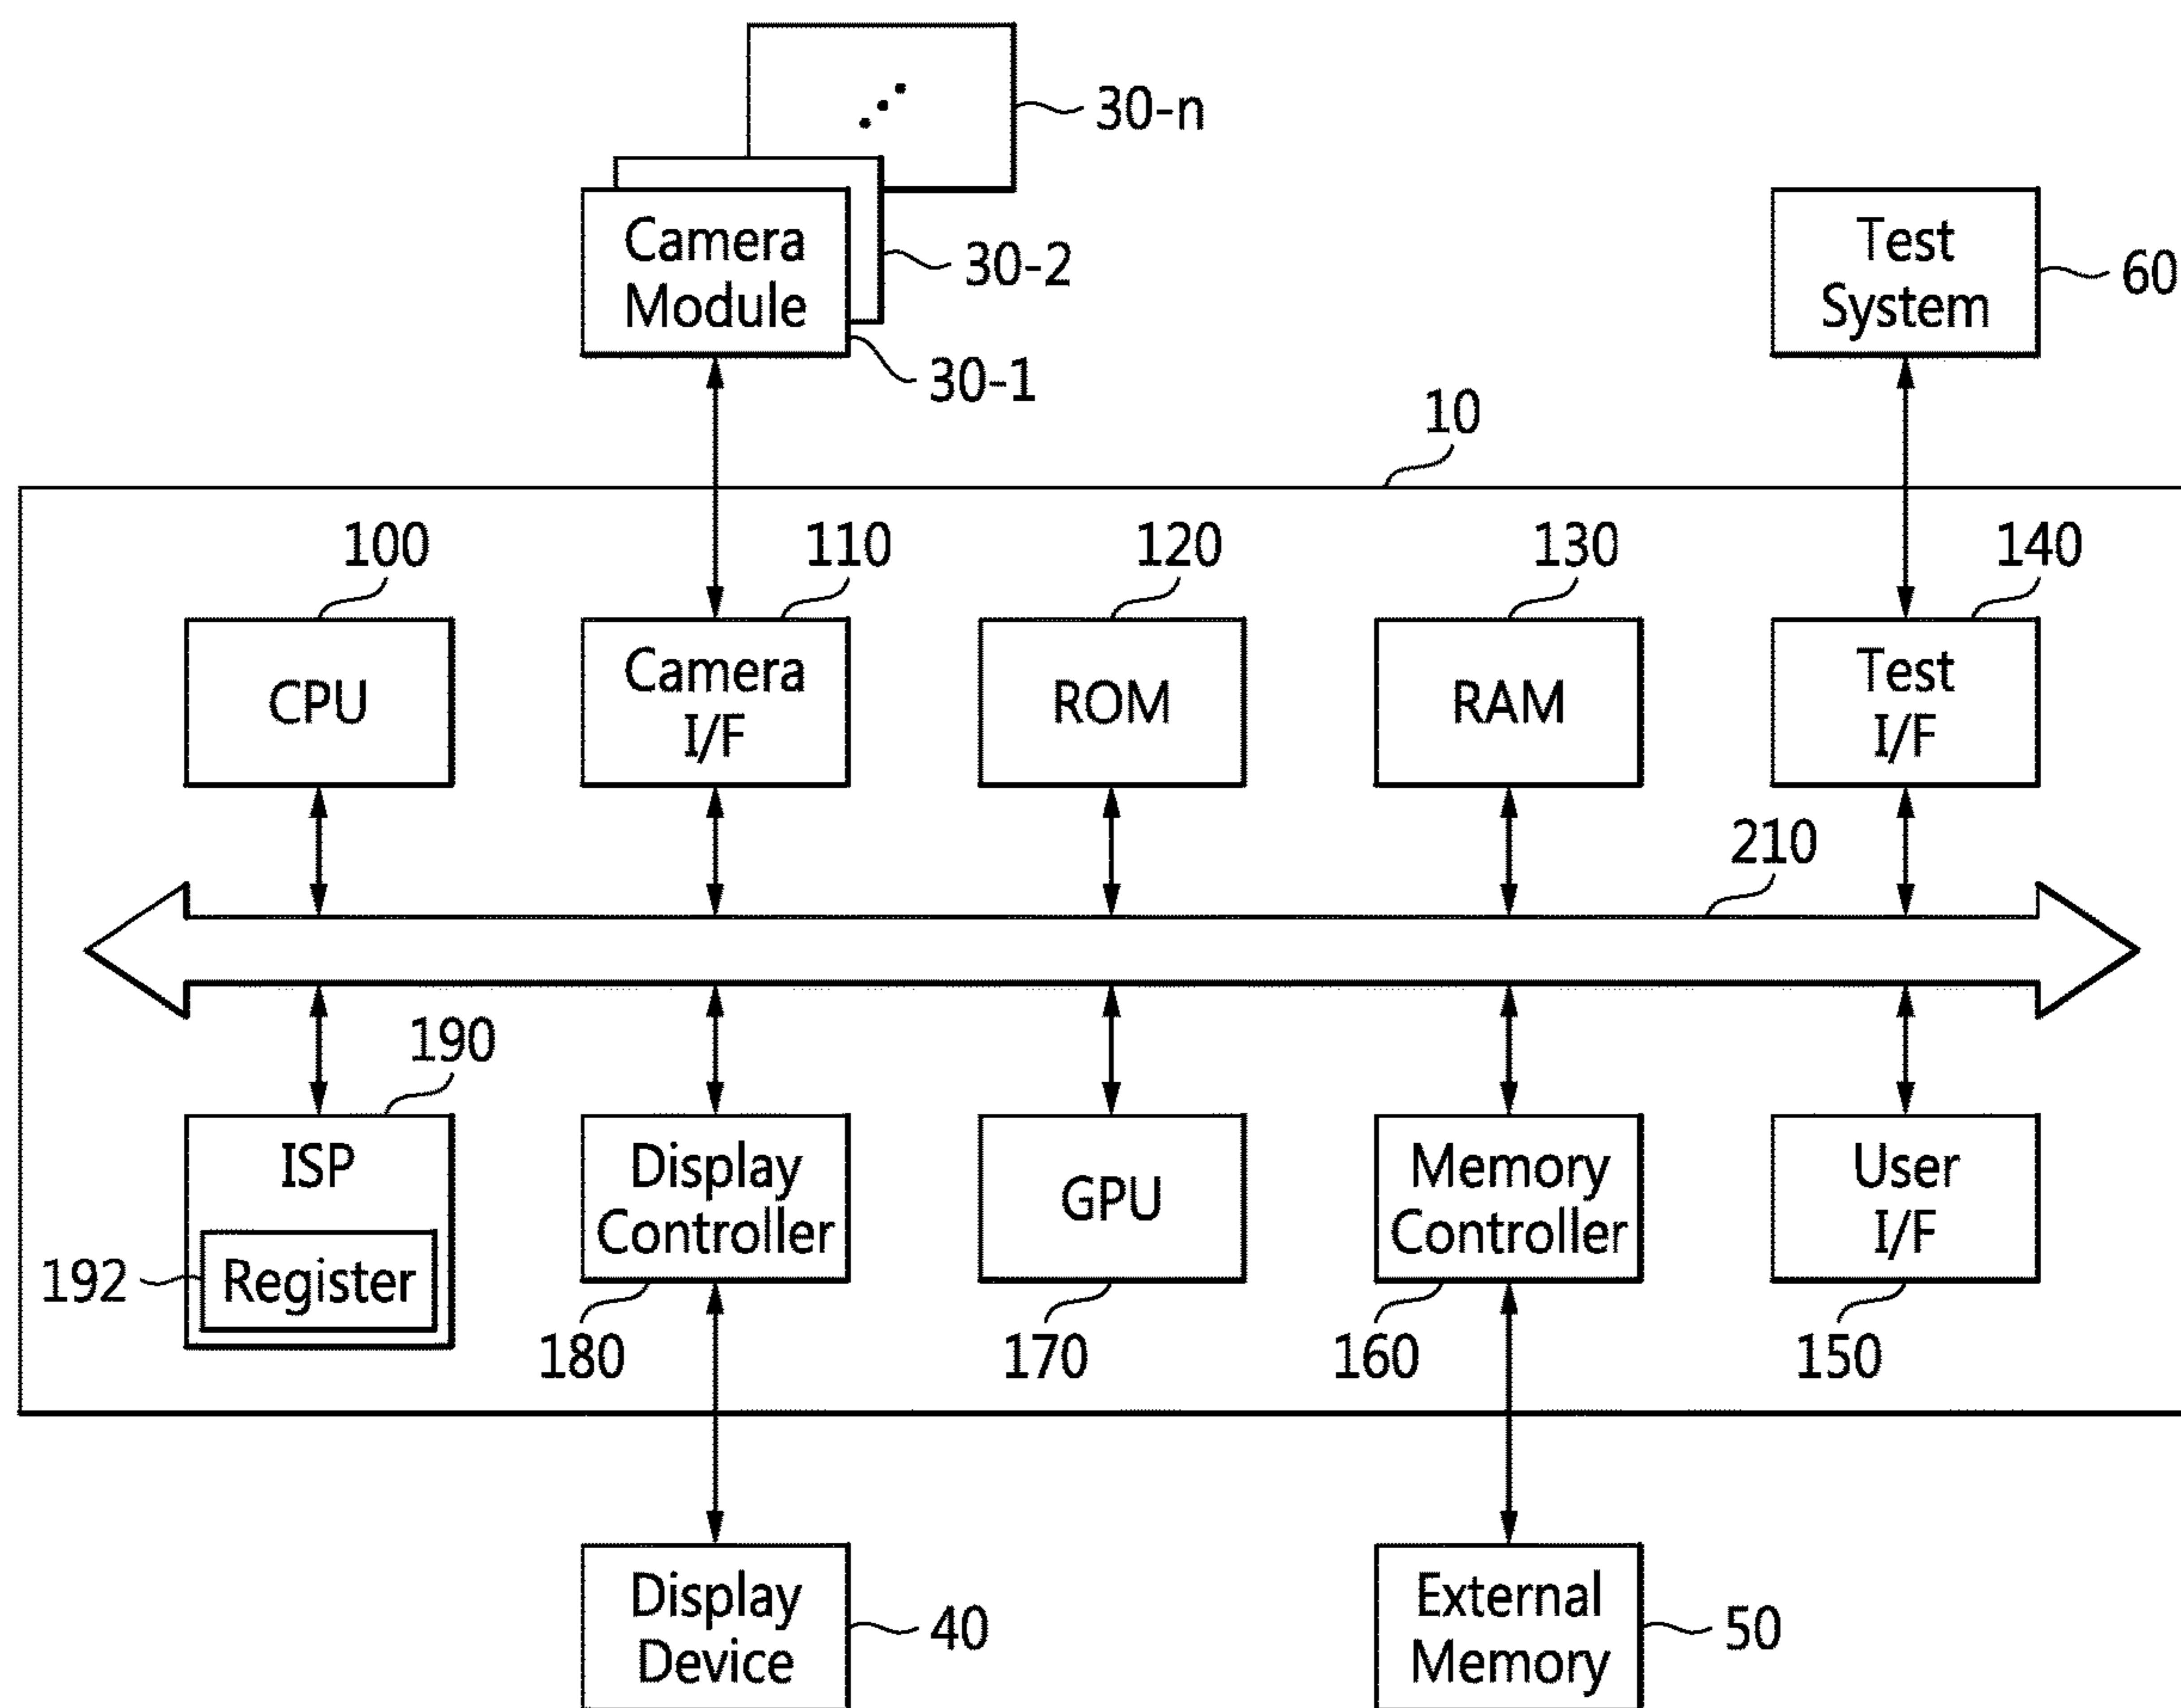 30-n
Camera
Module
30-2
30-1
Test
System
60
10
100
110
120
130
140
CPU
Camera
I/F
ROM
RAM
Test
I/F
210
190
ISP
Register
192
Display
Controller
180
GPU
170
Memory
Controller
160
User
I/F
150
Display
Device
40
External
Memory
50